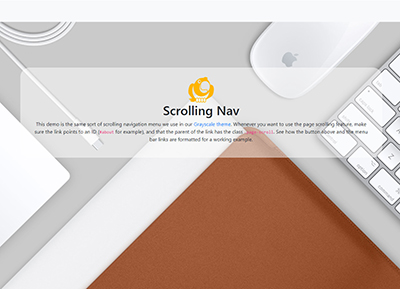 Scrolling Nav
This demo is the same sort of scrolling navigation menu we use in our Grayscale theme. Whenever you want to use the page scrolling feature, make
sure the link points to an ID (#about for example), and that the parent of the link has the class .page-scroll. See how the button above and the menu
bar links are formatted for a working example.